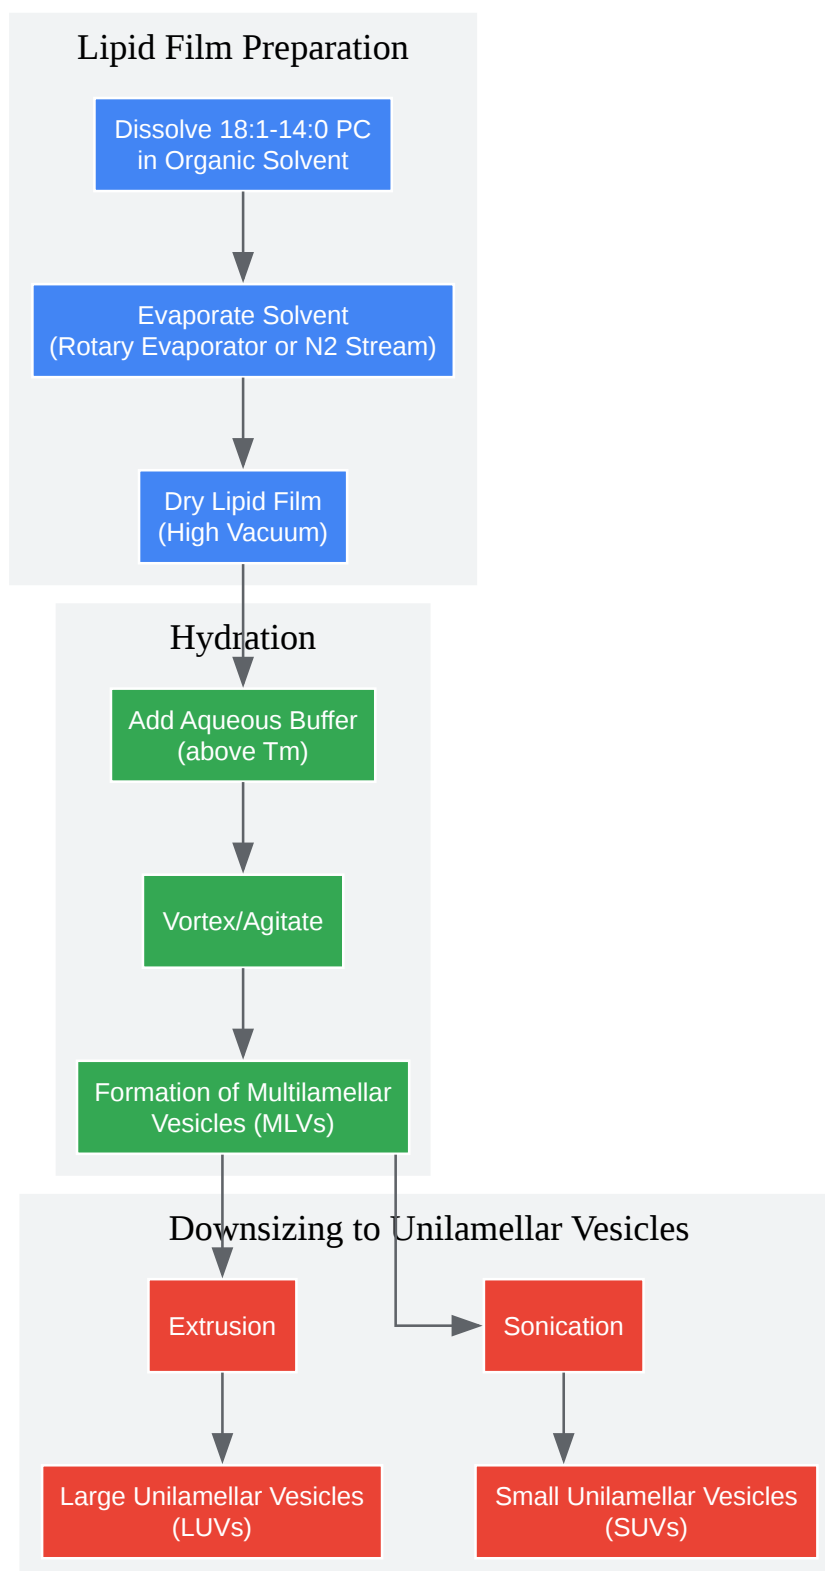 Lipid Film Preparation
Dissolve 18:1-14:0 PC
in Organic Solvent
Evaporate Solvent
(Rotary Evaporator or N2 Stream)
Dry Lipid Film
(High Vacuum)
Hydration
Add Aqueous Buffer
(above Tm)
Vortex/Agitate
Formation of Multilamellar
Vesicles (MLVs)
Downsizing to Unilamellar Vesicles
Extrusion
Sonication
Large Unilamellar Vesicles
(LUVs)
Small Unilamellar Vesicles
(SUVs)